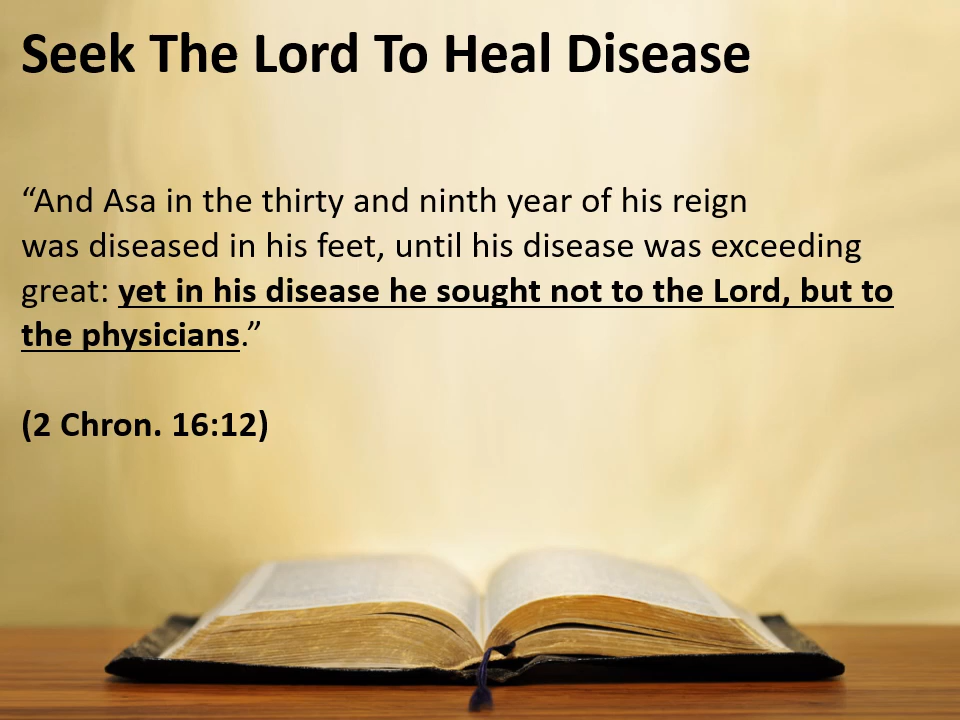 Seek The Lord To Heal Disease
“And Asa in the thirty and ninth year of his reign
was diseased in his feet, until his disease was exceeding
great: yet in his disease he sought not to the Lord, but to
the physicians.”
(2 Chron. 16:12)